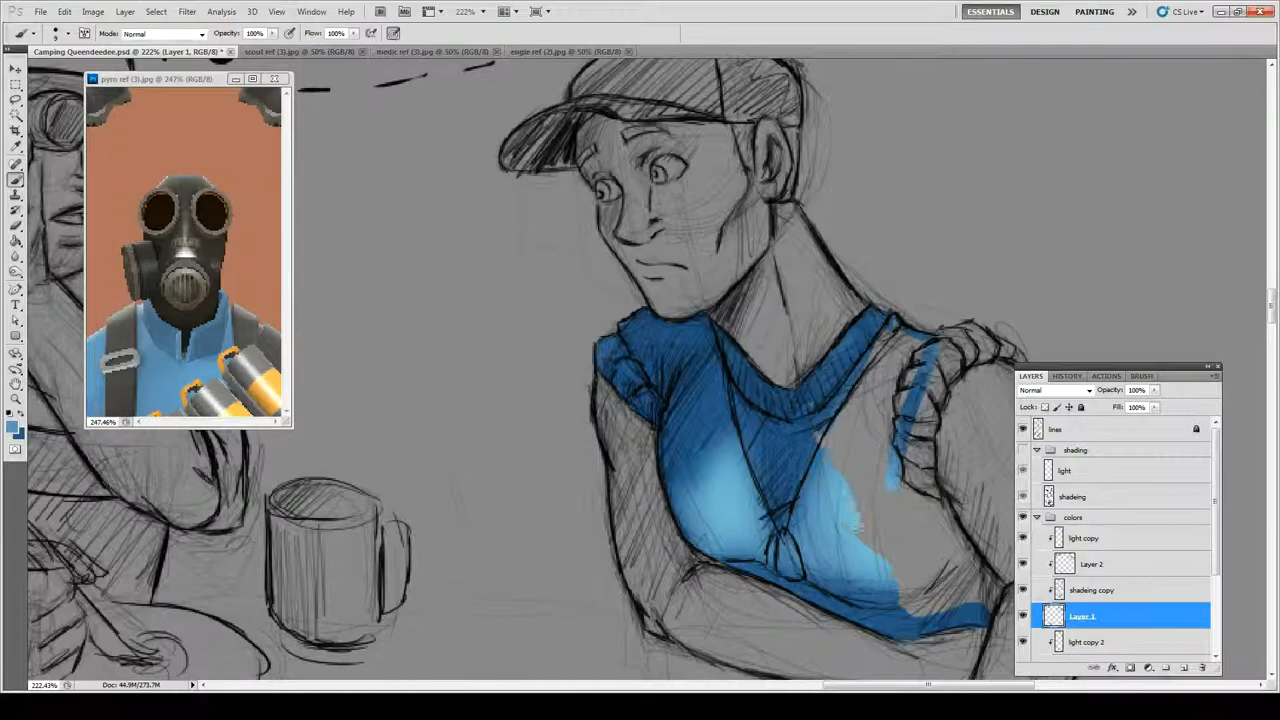 Ps File Edit Image Layer Select Filter Analysis 3D View Window Help Br Mb 222% ESSENTIALS DESIGN PAINTING CS Live
9 Mode: Normal Opacity: 100% Flow: 100%
Camping Queendeedee.psd @ 222% (Layer 1, RGB/8) * scout ref (3).jpg @ 50% (RGB/8) medic ref (3).jpg @ 50% (RGB/8) engie ref (2).jpg @ 50% (RGB/8)
pyro ref (3).jpg @ 247% (RGB/8)
247.46%
LAYERS HISTORY ACTIONS BRUSH
Normal Opacity: 100%
Lock: Fill: 100%
lines
shading
light
shadeing
colors
light copy
Layer 2
shadeing copy
Layer 1
light copy 2
222.43% Doc: 44.9M/273.7M